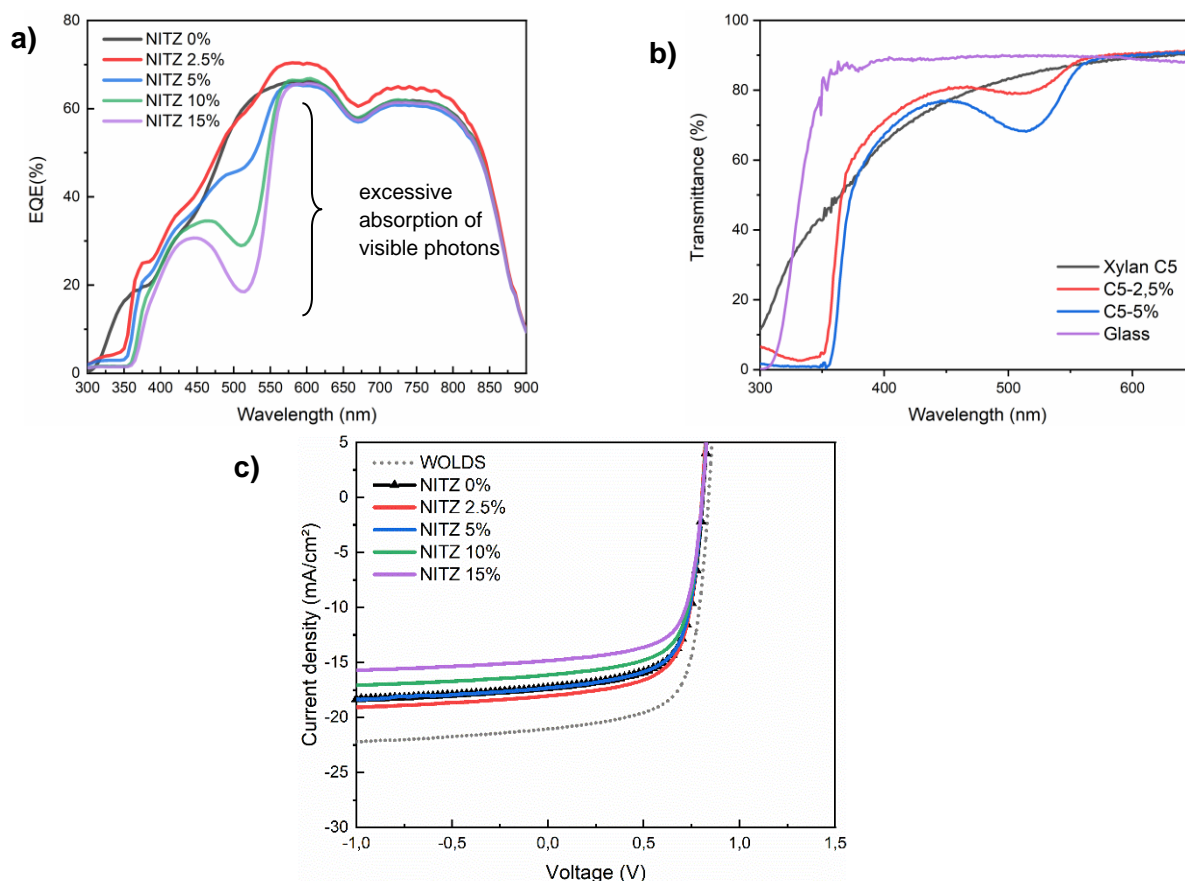 a)
NITZ 0%
NITZ 2.5%
NITZ 5%
NITZ 10%
NITZ 15%
excessive
absorption of
visible photons
EQE(%)
80
60
40
20
0
300 350 400 450 500 550 600 650 700 750 800 850 900
Wavelength (nm)
b)
Transmittance (%)
100
90
80
70
60
50
40
30
20
10
0
Xylan C5
C5-2,5%
C5-5%
Glass
300 400 500 600
Wavelength (nm)
c)
WOLDS
NITZ 0%
NITZ 2.5%
NITZ 5%
NITZ 10%
NITZ 15%
Current density (mA/cm²)
5
0
-5
-10
-15
-20
-25
-30
-1,0 -0,5 0,0 0,5 1,0 1,5
Voltage (V)